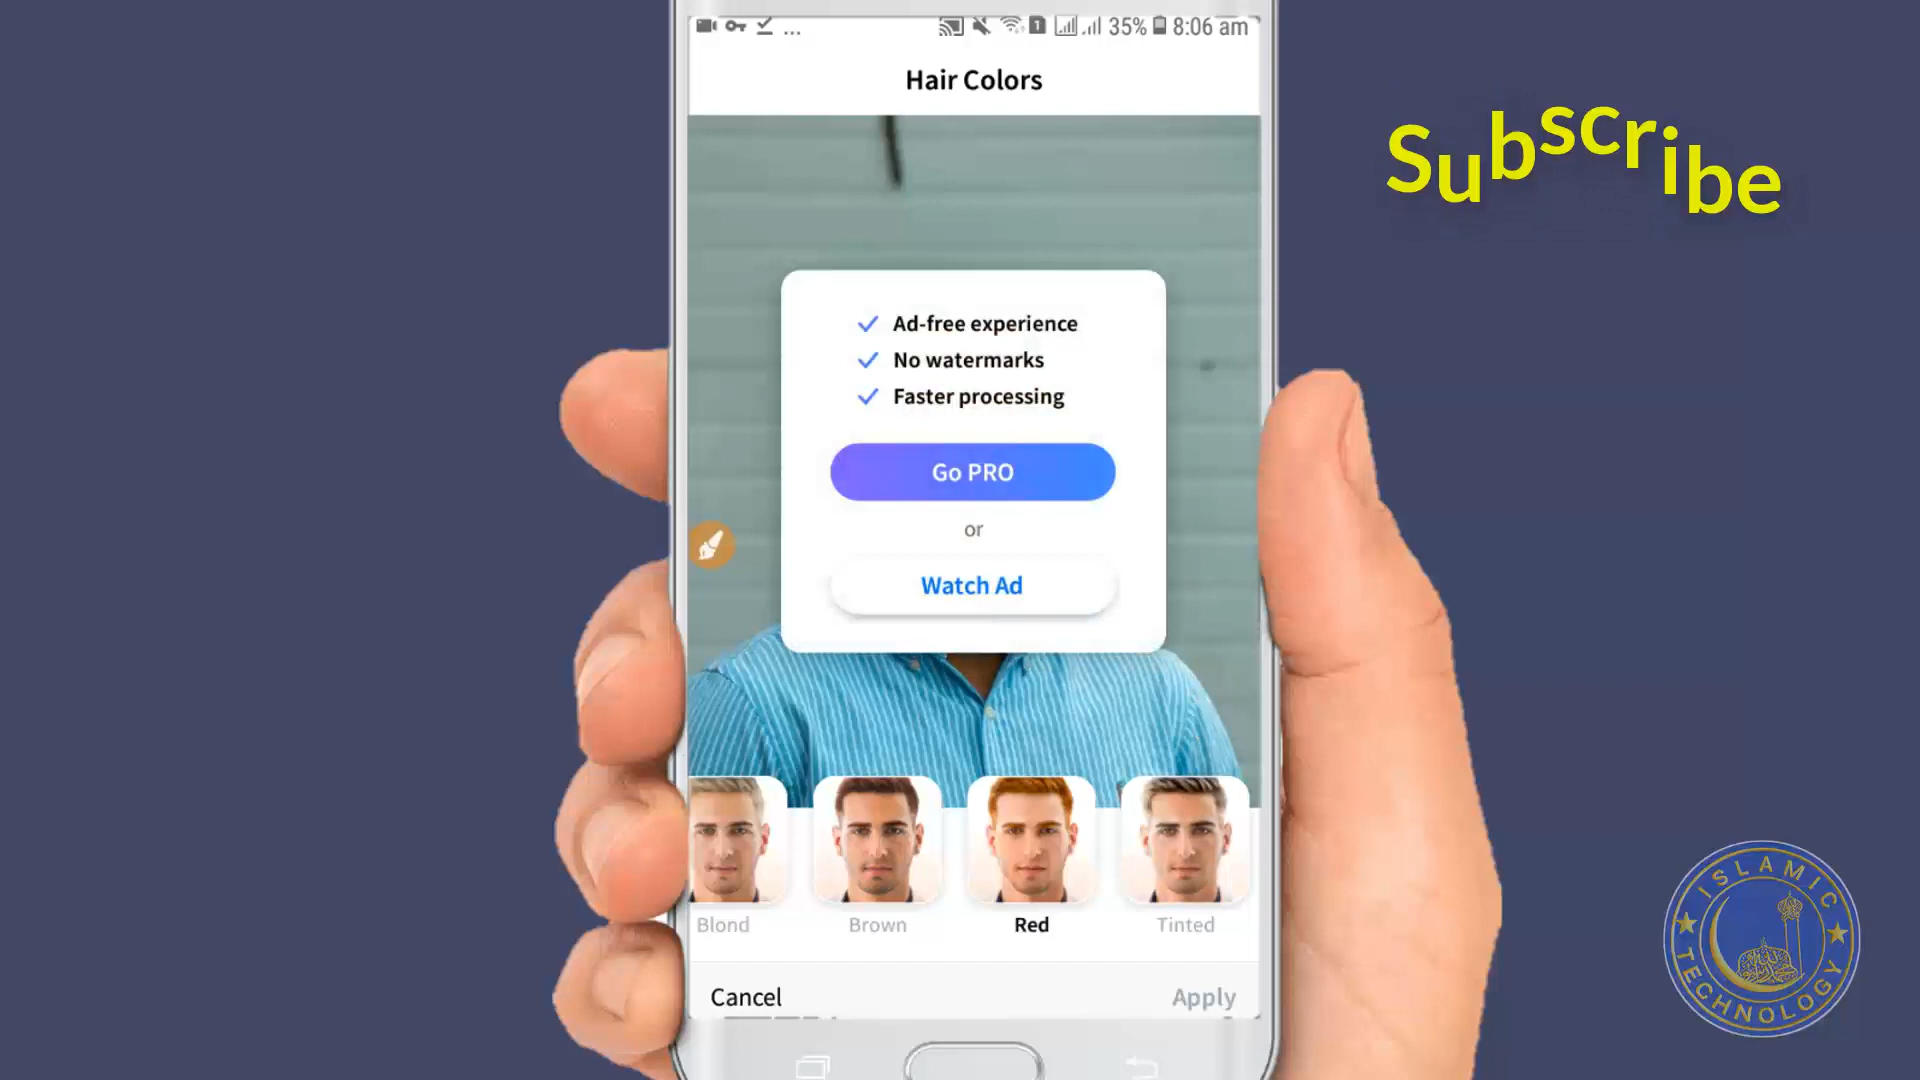 ... 1 35% 8:06 am
Hair Colors
Subscribe
Ad-free experience
No watermarks
Faster processing
Go PRO
or
Watch Ad
Blond Brown Red Tinted
Cancel Apply
ISLAMIC
TECHNOLOGY